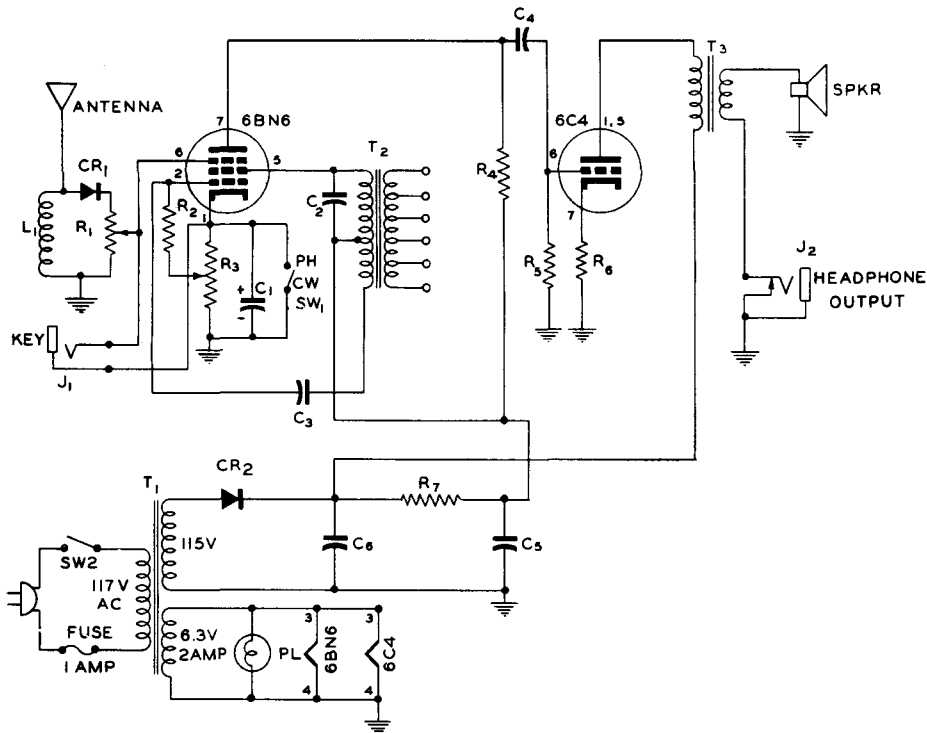 C4
T3
7
6BN6
6C4
1,5
SPKR
ANTENNA
6
5
T2
6
CR1
2
R4
C2
L1
R1
R2
1
7
R3
PH
CW
SW1
+
C1
-
R5
R6
J2
HEADPHONE
OUTPUT
KEY
J1
C3
CR2
T1
R7
115V
C6
C5
SW2
117V
AC
FUSE
1 AMP
6.3V
2AMP
PL
3
6BN6
4
3
6C4
4